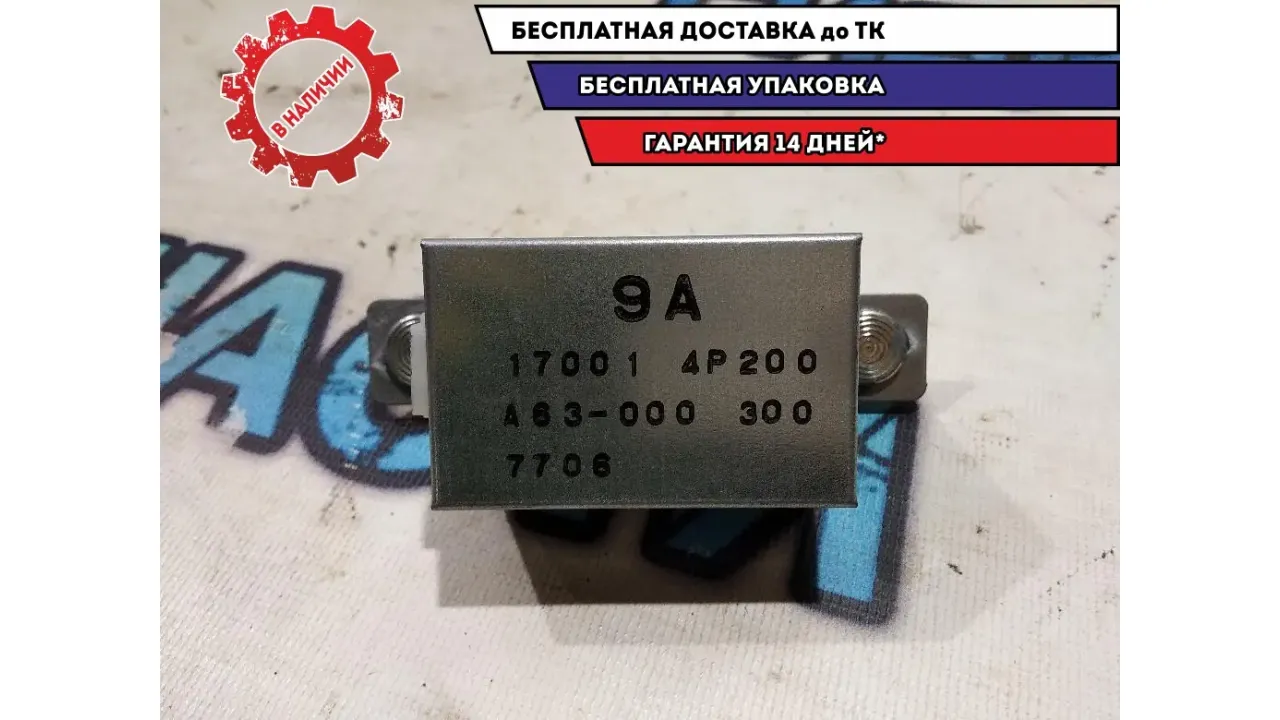 В НАЛИЧИИ
БЕСПЛАТНАЯ ДОСТАВКА до ТК
БЕСПЛАТНАЯ УПАКОВКА
ГАРАНТИЯ 14 ДНЕЙ*
9A
17001 4P200
A63-000 300
7706